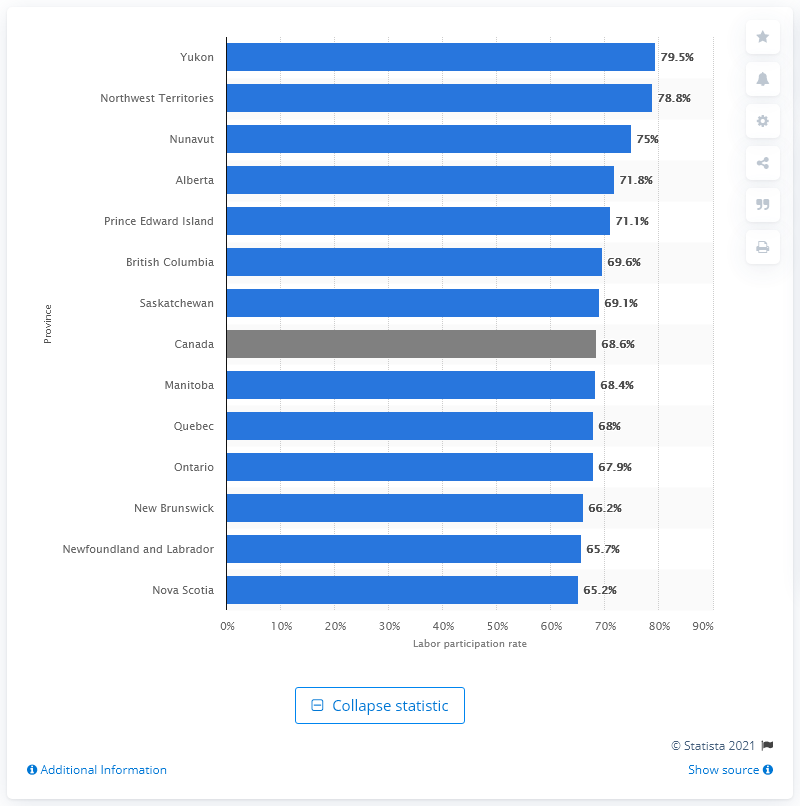 Yukon 79.5%
Northwest Territories 78.8%
Nunavut 75%
Alberta 71.8%
Prince Edward Island 71.1%
British Columbia 69.6%
Saskatchewan 69.1%
Province
Canada 68.6%
Manitoba 68.4%
Quebec 68%
Ontario 67.9%
New Brunswick 66.2%
Newfoundland and Labrador 65.7%
Nova Scotia 65.2%
0% 10% 20% 30% 40% 50% 60% 70% 80% 90%
Labor participation rate
Collapse statistic
© Statista 2021
Additional Information
Show source